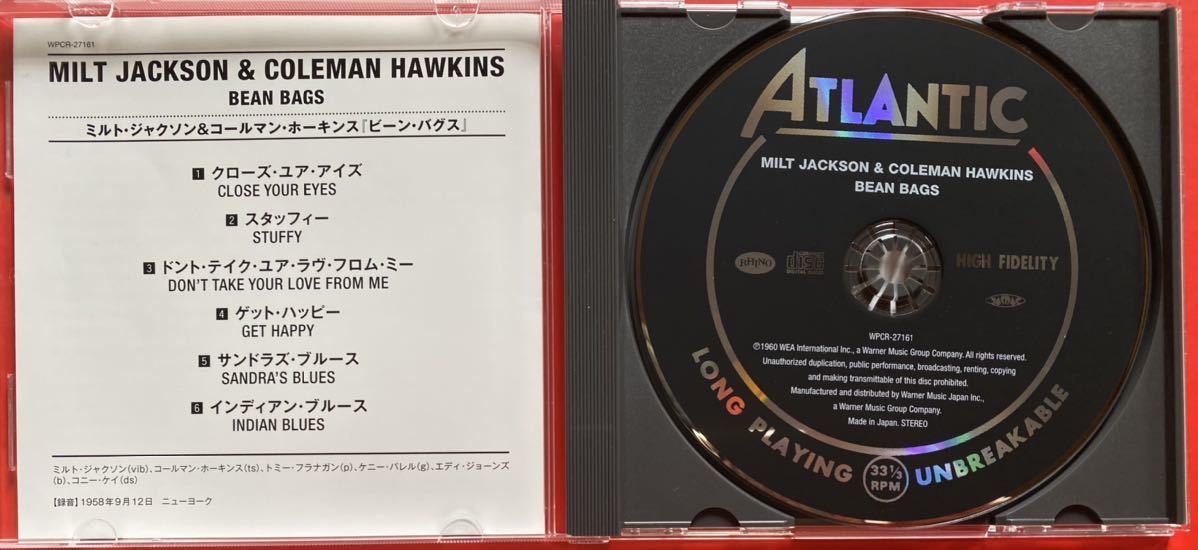 WPCR-27161
MILT JACKSON & COLEMAN HAWKINS
BEAN BAGS
ミルト・ジャクソン&コールマン・ホーキンス『ビーン・バグス』
1 クローズ・ユア・アイズ
CLOSE YOUR EYES
2 スタッフィー
STUFFY
3 ドント・テイク・ユア・ラヴ・フロム・ミー
DON'T TAKE YOUR LOVE FROM ME
4 ゲット・ハッピー
GET HAPPY
5 サンドラズ・ブルース
SANDRA'S BLUES
6 インディアン・ブルース
INDIAN BLUES
ミルト・ジャクソン(vib)、コールマン・ホーキンス(ts)、トミー・フラナガン(p)、ケニー・バレル(g)、エディ・ジョーンズ
(b)、コニー・ケイ(ds)
【録音】1958年9月12日 ニューヨーク
ATLANTIC
MILT JACKSON & COLEMAN HAWKINS
BEAN BAGS
RHINO
COMPACT disc DIGITAL AUDIO
HIGH FIDELITY
WPCR-27161
℗1960 WEA International Inc., a Warner Music Group Company. All rights reserved.
Unauthorized duplication, public performance, broadcasting, renting, copying
and making transmittable of this disc prohibited.
Manufactured and distributed by Warner Music Japan Inc.,
a Warner Music Group Company.
Made in Japan. STEREO
LONG PLAYING 33 1/3 RPM UNBREAKABLE